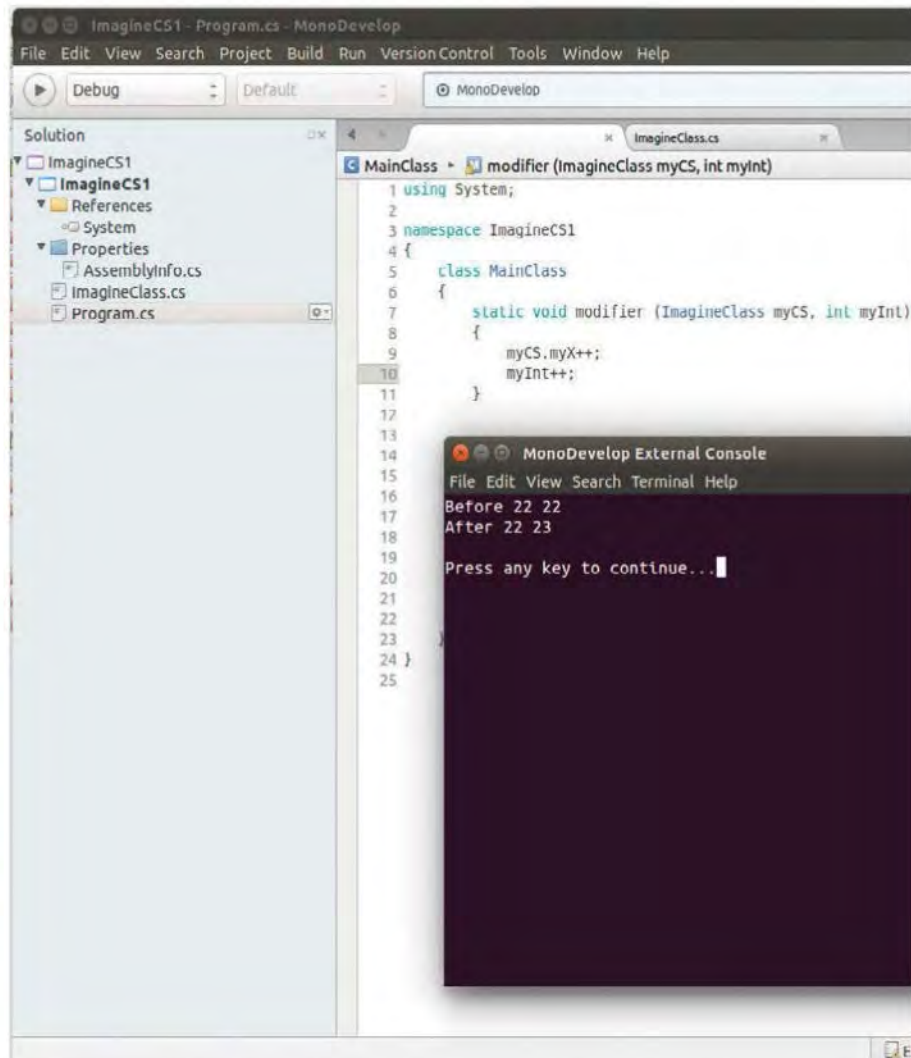 ImagineCS1 - Program.cs - MonoDevelop
File Edit View Search Project Build Run Version Control Tools Window Help
Debug Default MonoDevelop
Solution
ImagineCS1
ImagineCS1
References
System
Properties
AssemblyInfo.cs
ImagineClass.cs
Program.cs
ImagineClass.cs
MainClass modifier (ImagineClass myCS, int myInt)
1 using System;
2
3 namespace ImagineCS1
4 {
5 class MainClass
6 {
7 static void modifier (ImagineClass myCS, int myInt)
8 {
9 myCS.myX++;
10 myInt++;
11 }
12
13
14
15
16
17
18
19
20
21
22
23 }
24 }
25
MonoDevelop External Console
File Edit View Search Terminal Help
Before 22 22
After 22 23
Press any key to continue...